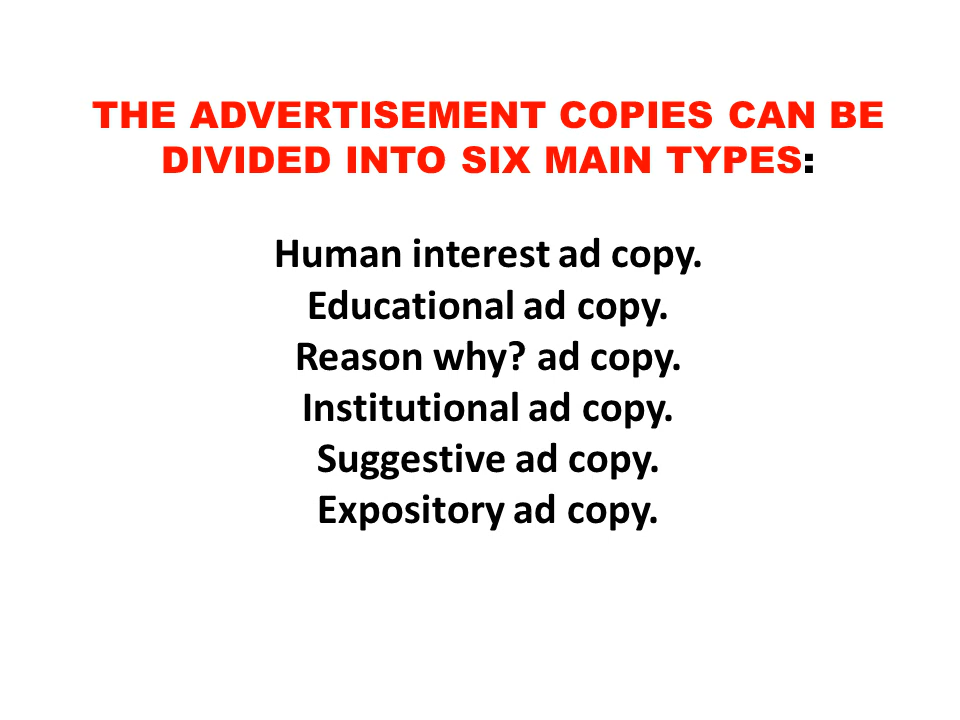 THE ADVERTISEMENT COPIES CAN BE
DIVIDED INTO SIX MAIN TYPES:
Human interest ad copy.
Educational ad copy.
Reason why? ad copy.
Institutional ad copy.
Suggestive ad copy.
Expository ad copy.